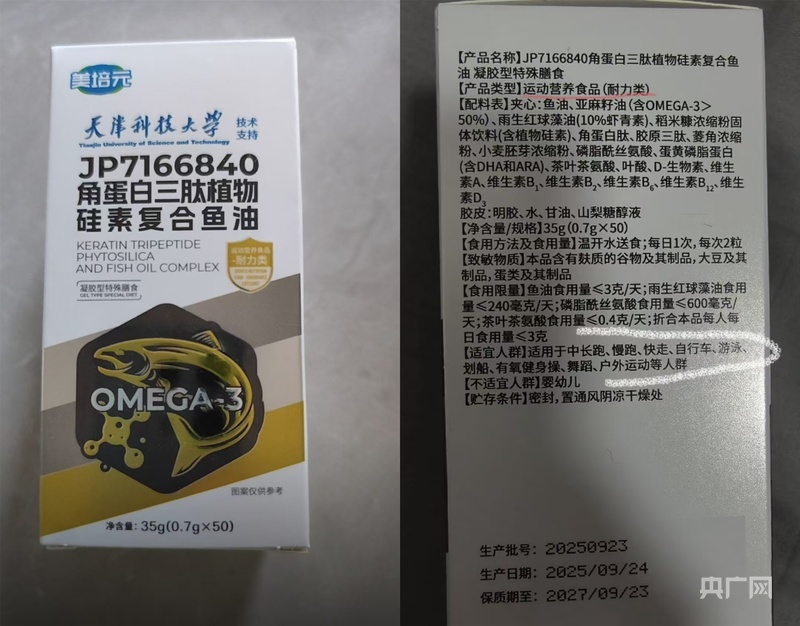 美培元
天津科技大学
技术
支持
Tianjin University of Science and Technology
JP7166840
角蛋白三肽植物
硅素复合鱼油
KERATIN TRIPEPTIDE
PHYTOSILICA
AND FISH OIL COMPLEX
运动营养食品
-耐力类
凝胶型特殊膳食
GEL TYPE SPECIAL DIET
OMEGA-3
图案仅供参考
净含量：35g(0.7g×50)
【产品名称】JP7166840角蛋白三肽植物硅素复合鱼
油 凝胶型特殊膳食
【产品类型】运动营养食品(耐力类)
【配料表】夹心：鱼油、亚麻籽油(含OMEGA-3＞
50%)、雨生红球藻油(10%虾青素)、稻米糠浓缩粉固
体饮料(含植物硅素)、角蛋白肽、胶原三肽、菱角浓缩
粉、小麦胚芽浓缩粉、磷脂酰丝氨酸、蛋黄磷脂蛋白
(含DHA和ARA)、茶叶茶氨酸、叶酸、D-生物素、维生
素A、维生素B1、维生素B2、维生素B6、维生素B12、维生
素D3
胶皮：明胶、水、甘油、山梨糖醇液
【净含量/规格】35g(0.7g×50)
【食用方法及食用量】温开水送食；每日1次，每次2粒
【致敏物质】本品含有麸质的谷物及其制品，大豆及其
制品，蛋类及其制品
【食用限量】鱼油食用量≤3克/天；雨生红球藻油食用
量≤240毫克/天；磷脂酰丝氨酸食用量≤600毫克/
天；茶叶茶氨酸食用量≤0.4克/天；折合本品每人每
日食用量≤3克
【适宜人群】适用于中长跑、慢跑、快走、自行车、游泳、
划船、有氧健身操、舞蹈、户外运动等人群
【不适宜人群】婴幼儿
【贮存条件】密封，置通风阴凉干燥处
生产批号：20250923
生产日期：2025/09/24
保质期至：2027/09/23
央广网